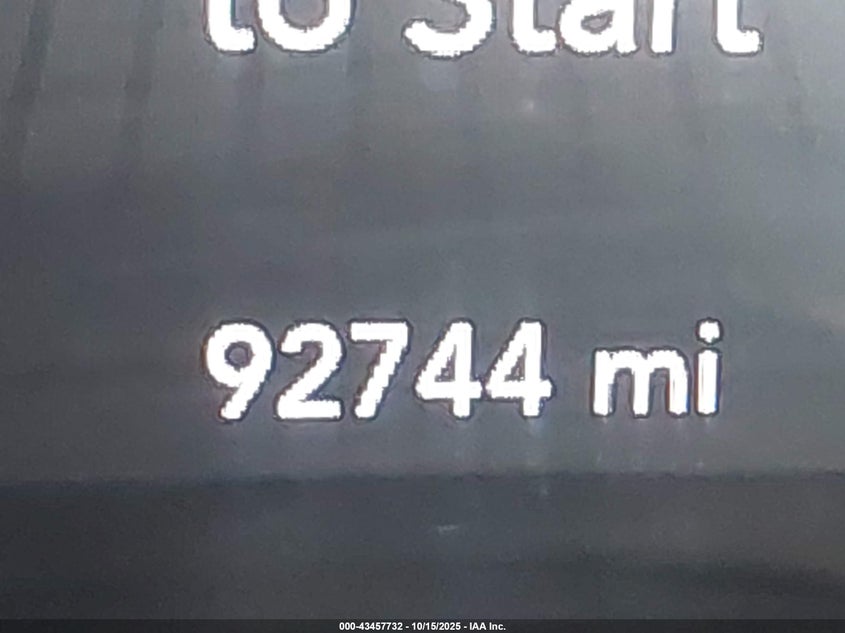 to Start
92744 mi
000-43457732 - 10/15/2025 - IAA Inc.